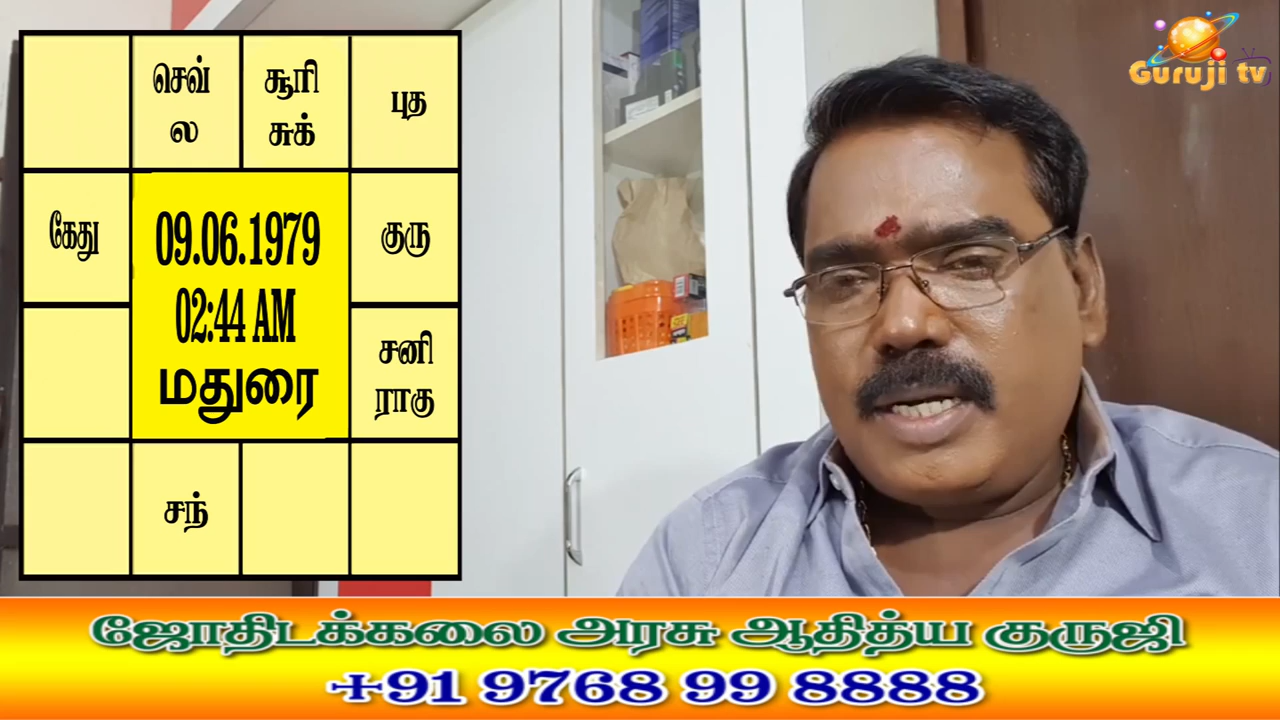 செவ்
ல
சூரி
சுக்
புத
கேது
09.06.1979
02:44 AM
மதுரை
குரு
சனி
ராகு
சந்
Guruji tv
ஜோதிடக்கலை அரசு ஆதித்ய குருஜி
+91 9768 99 8888